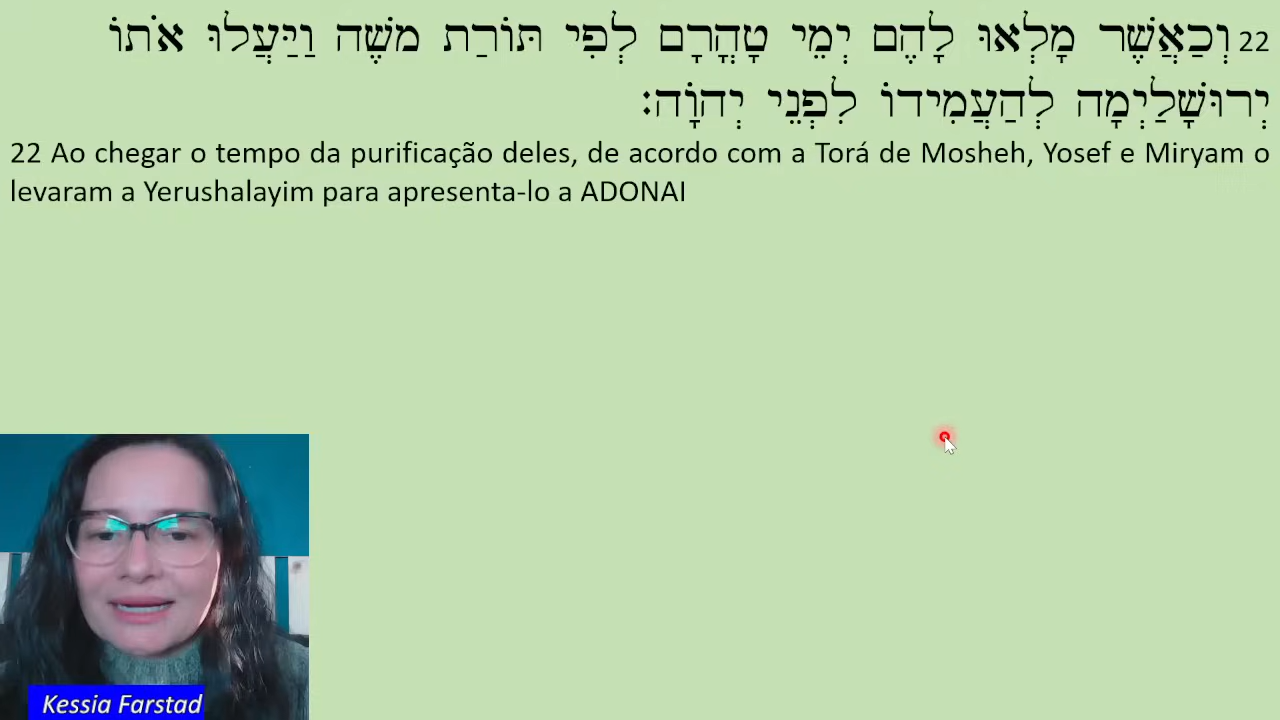 22 וְכַאֲשֶׁר מָלְאוּ לָהֶם יְמֵי טָהֳרָם לְפִי תּוֹרַת מֹשֶׁה וַיַּעֲלוּ אֹתוֹ
יְרוּשָׁלַיְמָה לְהַעֲמִידוֹ לִפְנֵי יְהוָֹה׃
22 Ao chegar o tempo da purificação deles, de acordo com a Torá de Mosheh, Yosef e Miryam o
levaram a Yerushalayim para apresenta-lo a ADONAI
Kessia Farstad